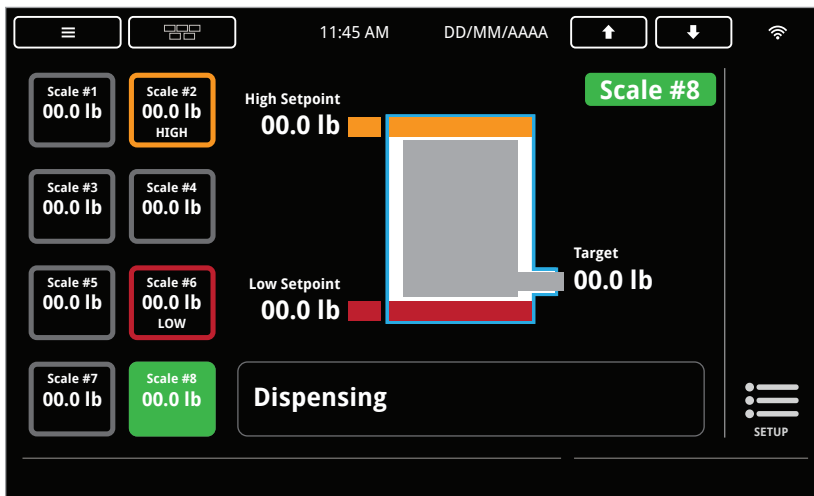 11:45 AM DD/MM/AAAA
Scale #1
00.0 lb
Scale #2
00.0 lb
HIGH
Scale #3
00.0 lb
Scale #4
00.0 lb
Scale #5
00.0 lb
Scale #6
00.0 lb
LOW
Scale #7
00.0 lb
Scale #8
00.0 lb
High Setpoint
00.0 lb
Scale #8
Target
00.0 lb
Low Setpoint
00.0 lb
Dispensing
SETUP